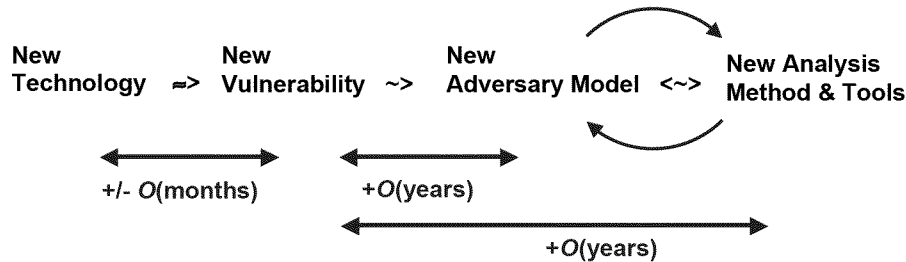 New
Technology ≈>
New
Vulnerability ~>
New
Adversary Model <~>
New Analysis
Method & Tools
+/- O(months)
+O(years)
+O(years)